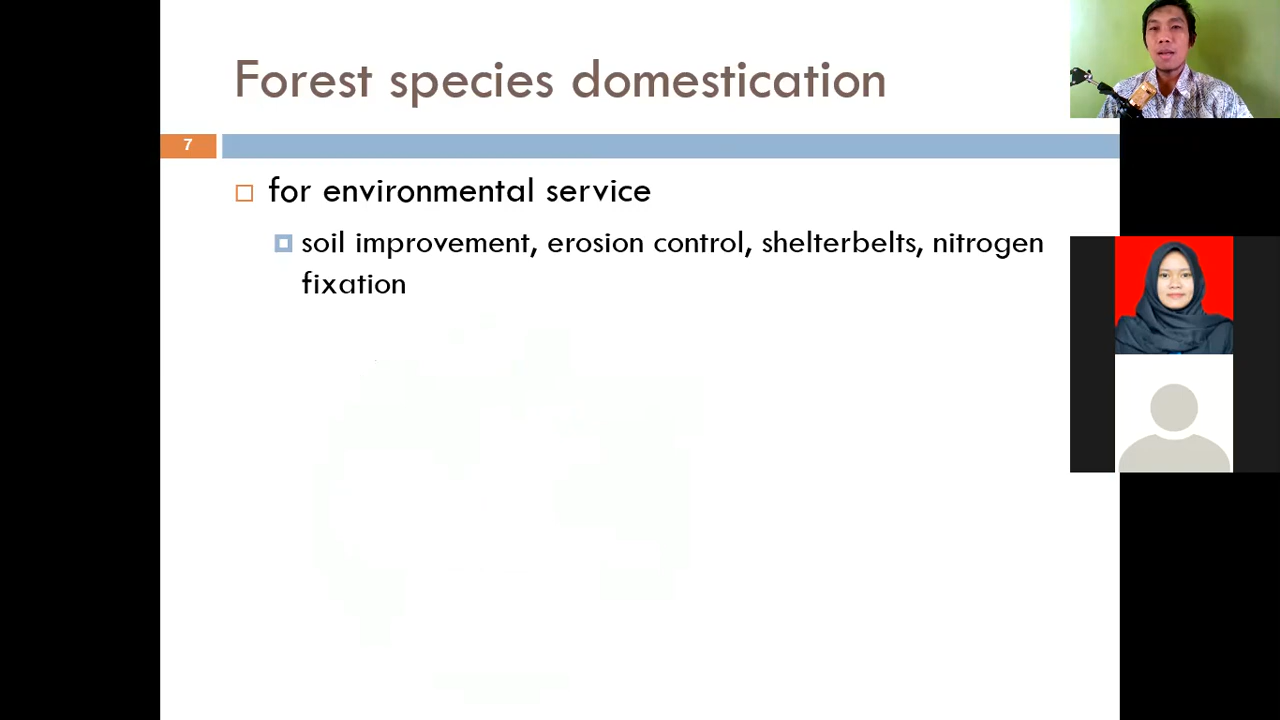 Forest species domestication
7
for environmental service
soil improvement, erosion control, shelterbelts, nitrogen
fixation